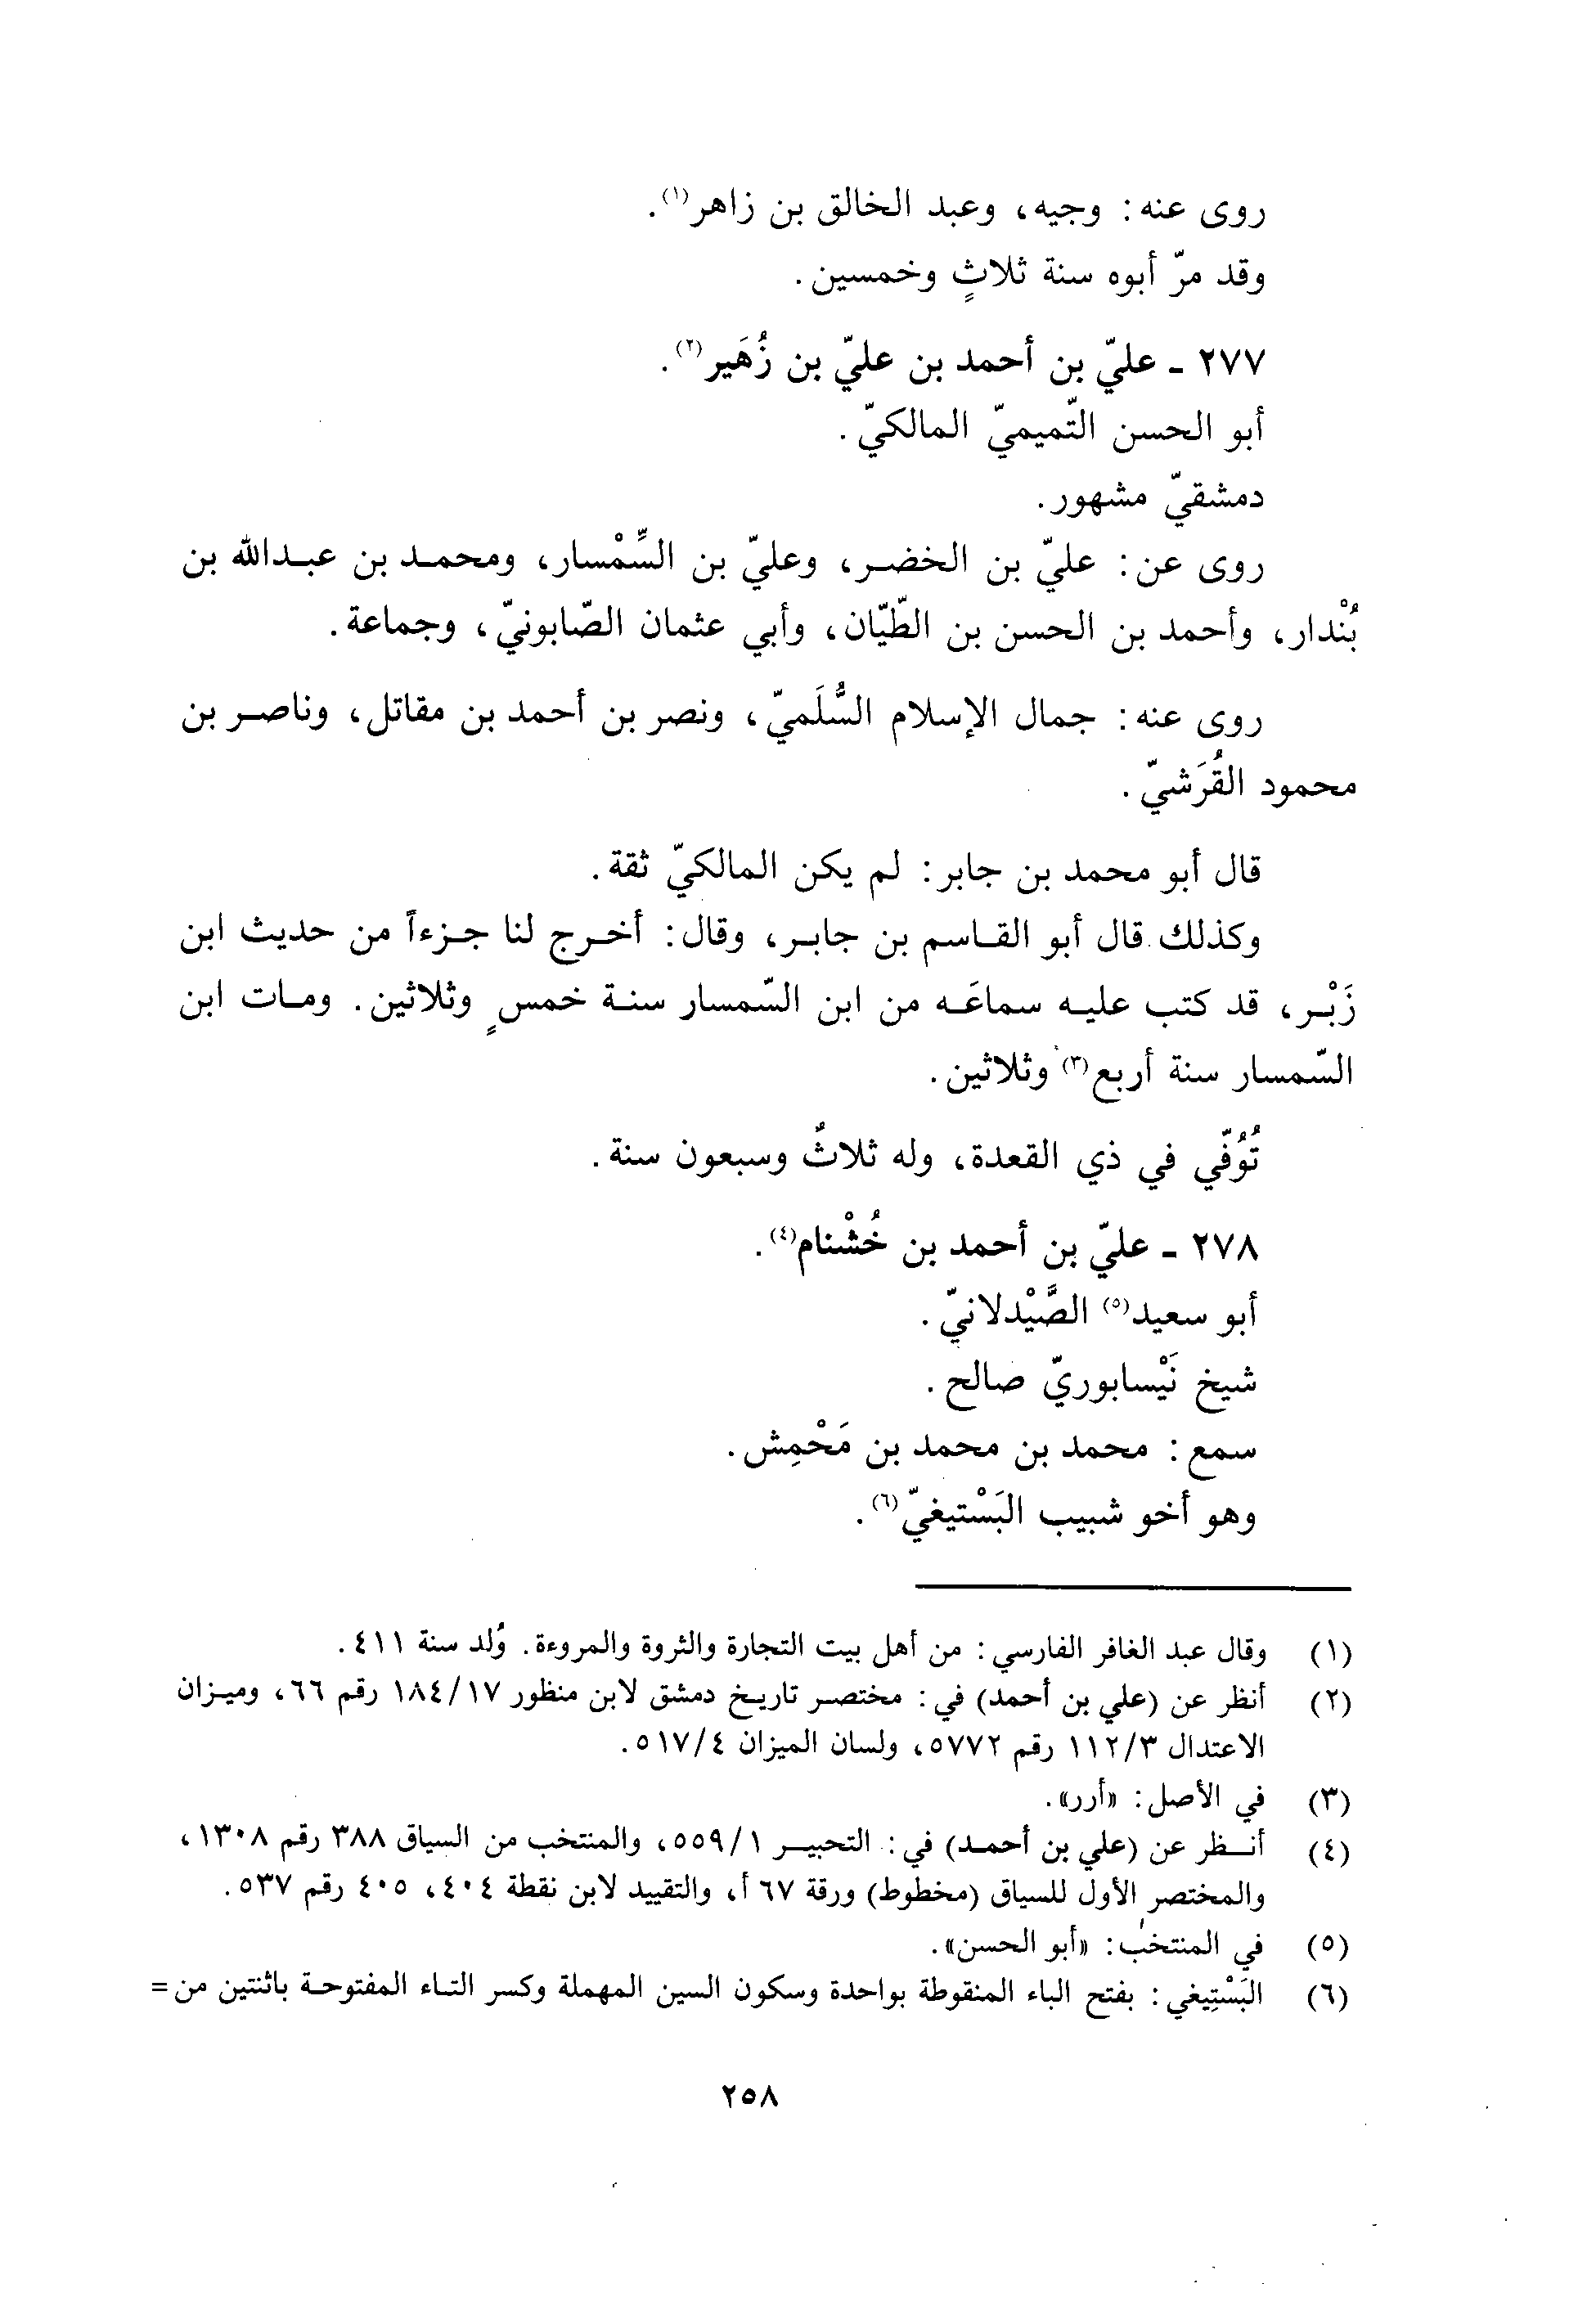 روى عنه: وجيه، وعبد الخالق بن زاهر(١).
وقد مرّ أبوه سنة ثلاثٍ وخمسين.
٢٧٧ - عليّ بن أحمد بن عليّ بن زُهَير(٢).
أبو الحسن التّميميّ المالكيّ.
دمشقيّ مشهور.
روى عن: عليّ بن الخضر، وعليّ بن السِّمْسار، ومحمد بن عبدالله بن
بُنْدار، وأحمد بن الحسن بن الطّيّان، وأبي عثمان الصّابونيّ، وجماعة.
روى عنه: جمال الإسلام السُّلَميّ، ونصر بن أحمد بن مقاتل، وناصر بن
محمود القُرَشيّ.
قال أبو محمد بن جابر: لم يكن المالكيّ ثقة.
وكذلك قال أبو القاسم بن جابر، وقال: أخرج لنا جزءاً من حديث ابن
زَبْر، قد كتب عليه سماعَه من ابن السّمسار سنة خمسٍ وثلاثين. ومات ابن
السّمسار سنة أربع(٣) وثلاثين.
تُوُفّي في ذي القعدة، وله ثلاثٌ وسبعون سنة.
٢٧٨ - عليّ بن أحمد بن خُشْنام(٤).
أبو سعيد(٥) الصَّيْدلانيّ.
شيخ نَيْسابوريّ صالح.
سمع: محمد بن محمد بن مَحْمِش.
وهو أخو شبيب البَسْتيغيّ(٦).
(١) وقال عبد الغافر الفارسي: من أهل بيت التجارة والثروة والمروءة. وُلد سنة ٤١١.
(٢) أنظر عن (علي بن أحمد) في: مختصر تاريخ دمشق لابن منظور ١٨٤/١٧ رقم ٦٦، وميزان
الاعتدال ١١٢/٣ رقم ٥٧٧٢، ولسان الميزان ٥١٧/٤.
(٣) في الأصل: «أرر».
(٤) أنظر عن (علي بن أحمد) في: التحبير ٥٥٩/١، والمنتخب من السياق ٣٨٨ رقم ١٣٠٨،
والمختصر الأول للسياق (مخطوط) ورقة ٦٧ أ، والتقييد لابن نقطة ٤٠٤، ٤٠٥ رقم ٥٣٧.
(٥) في المنتخب: «أبو الحسن».
(٦) البَسْتِيغي: بفتح الباء المنقوطة بواحدة وسكون السين المهملة وكسر التاء المفتوحة باثنتين من =
٢٥٨